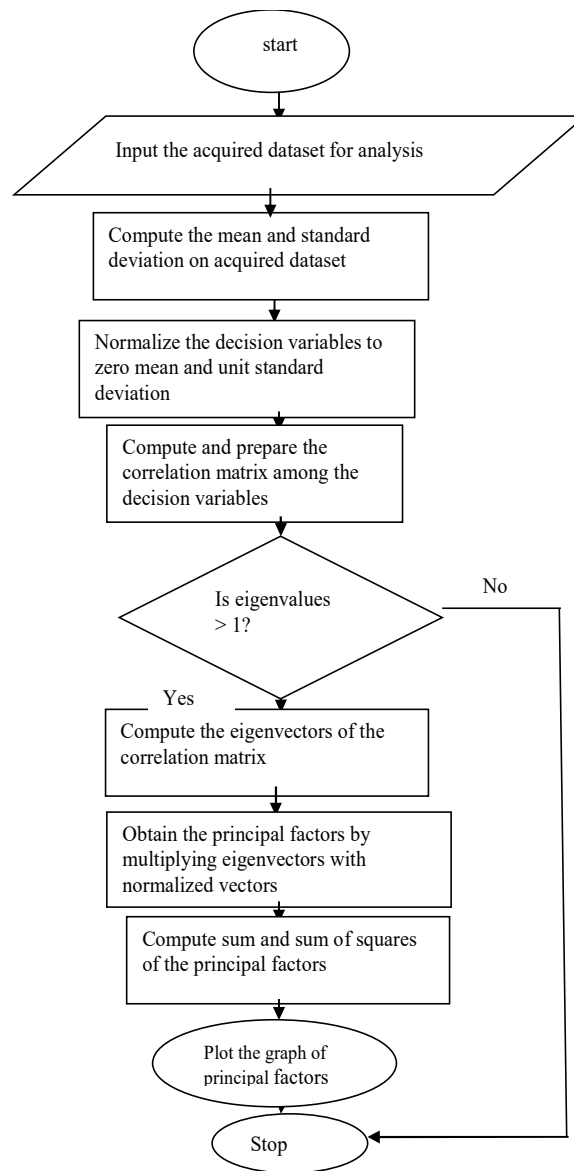 start
Input the acquired dataset for analysis
Compute the mean and standard
deviation on acquired dataset
Normalize the decision variables to
zero mean and unit standard
deviation
Compute and prepare the
correlation matrix among the
decision variables
Is eigenvalues
> 1?
No
Yes
Compute the eigenvectors of the
correlation matrix
Obtain the principal factors by
multiplying eigenvectors with
normalized vectors
Compute sum and sum of squares
of the principal factors
Plot the graph of
principal factors
Stop